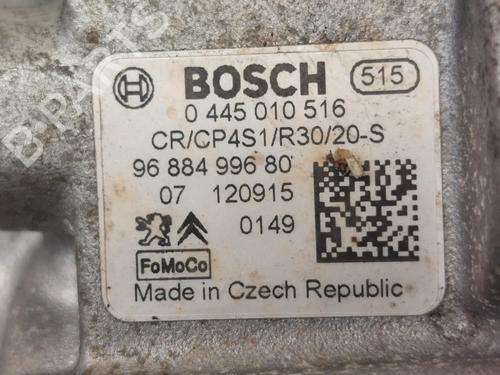 BOSCH 515
0 445 010 516
CR/CP4S1/R30/20-S
96 884 996 80
07 120915
0149
FoMoCo
Made in Czech Republic